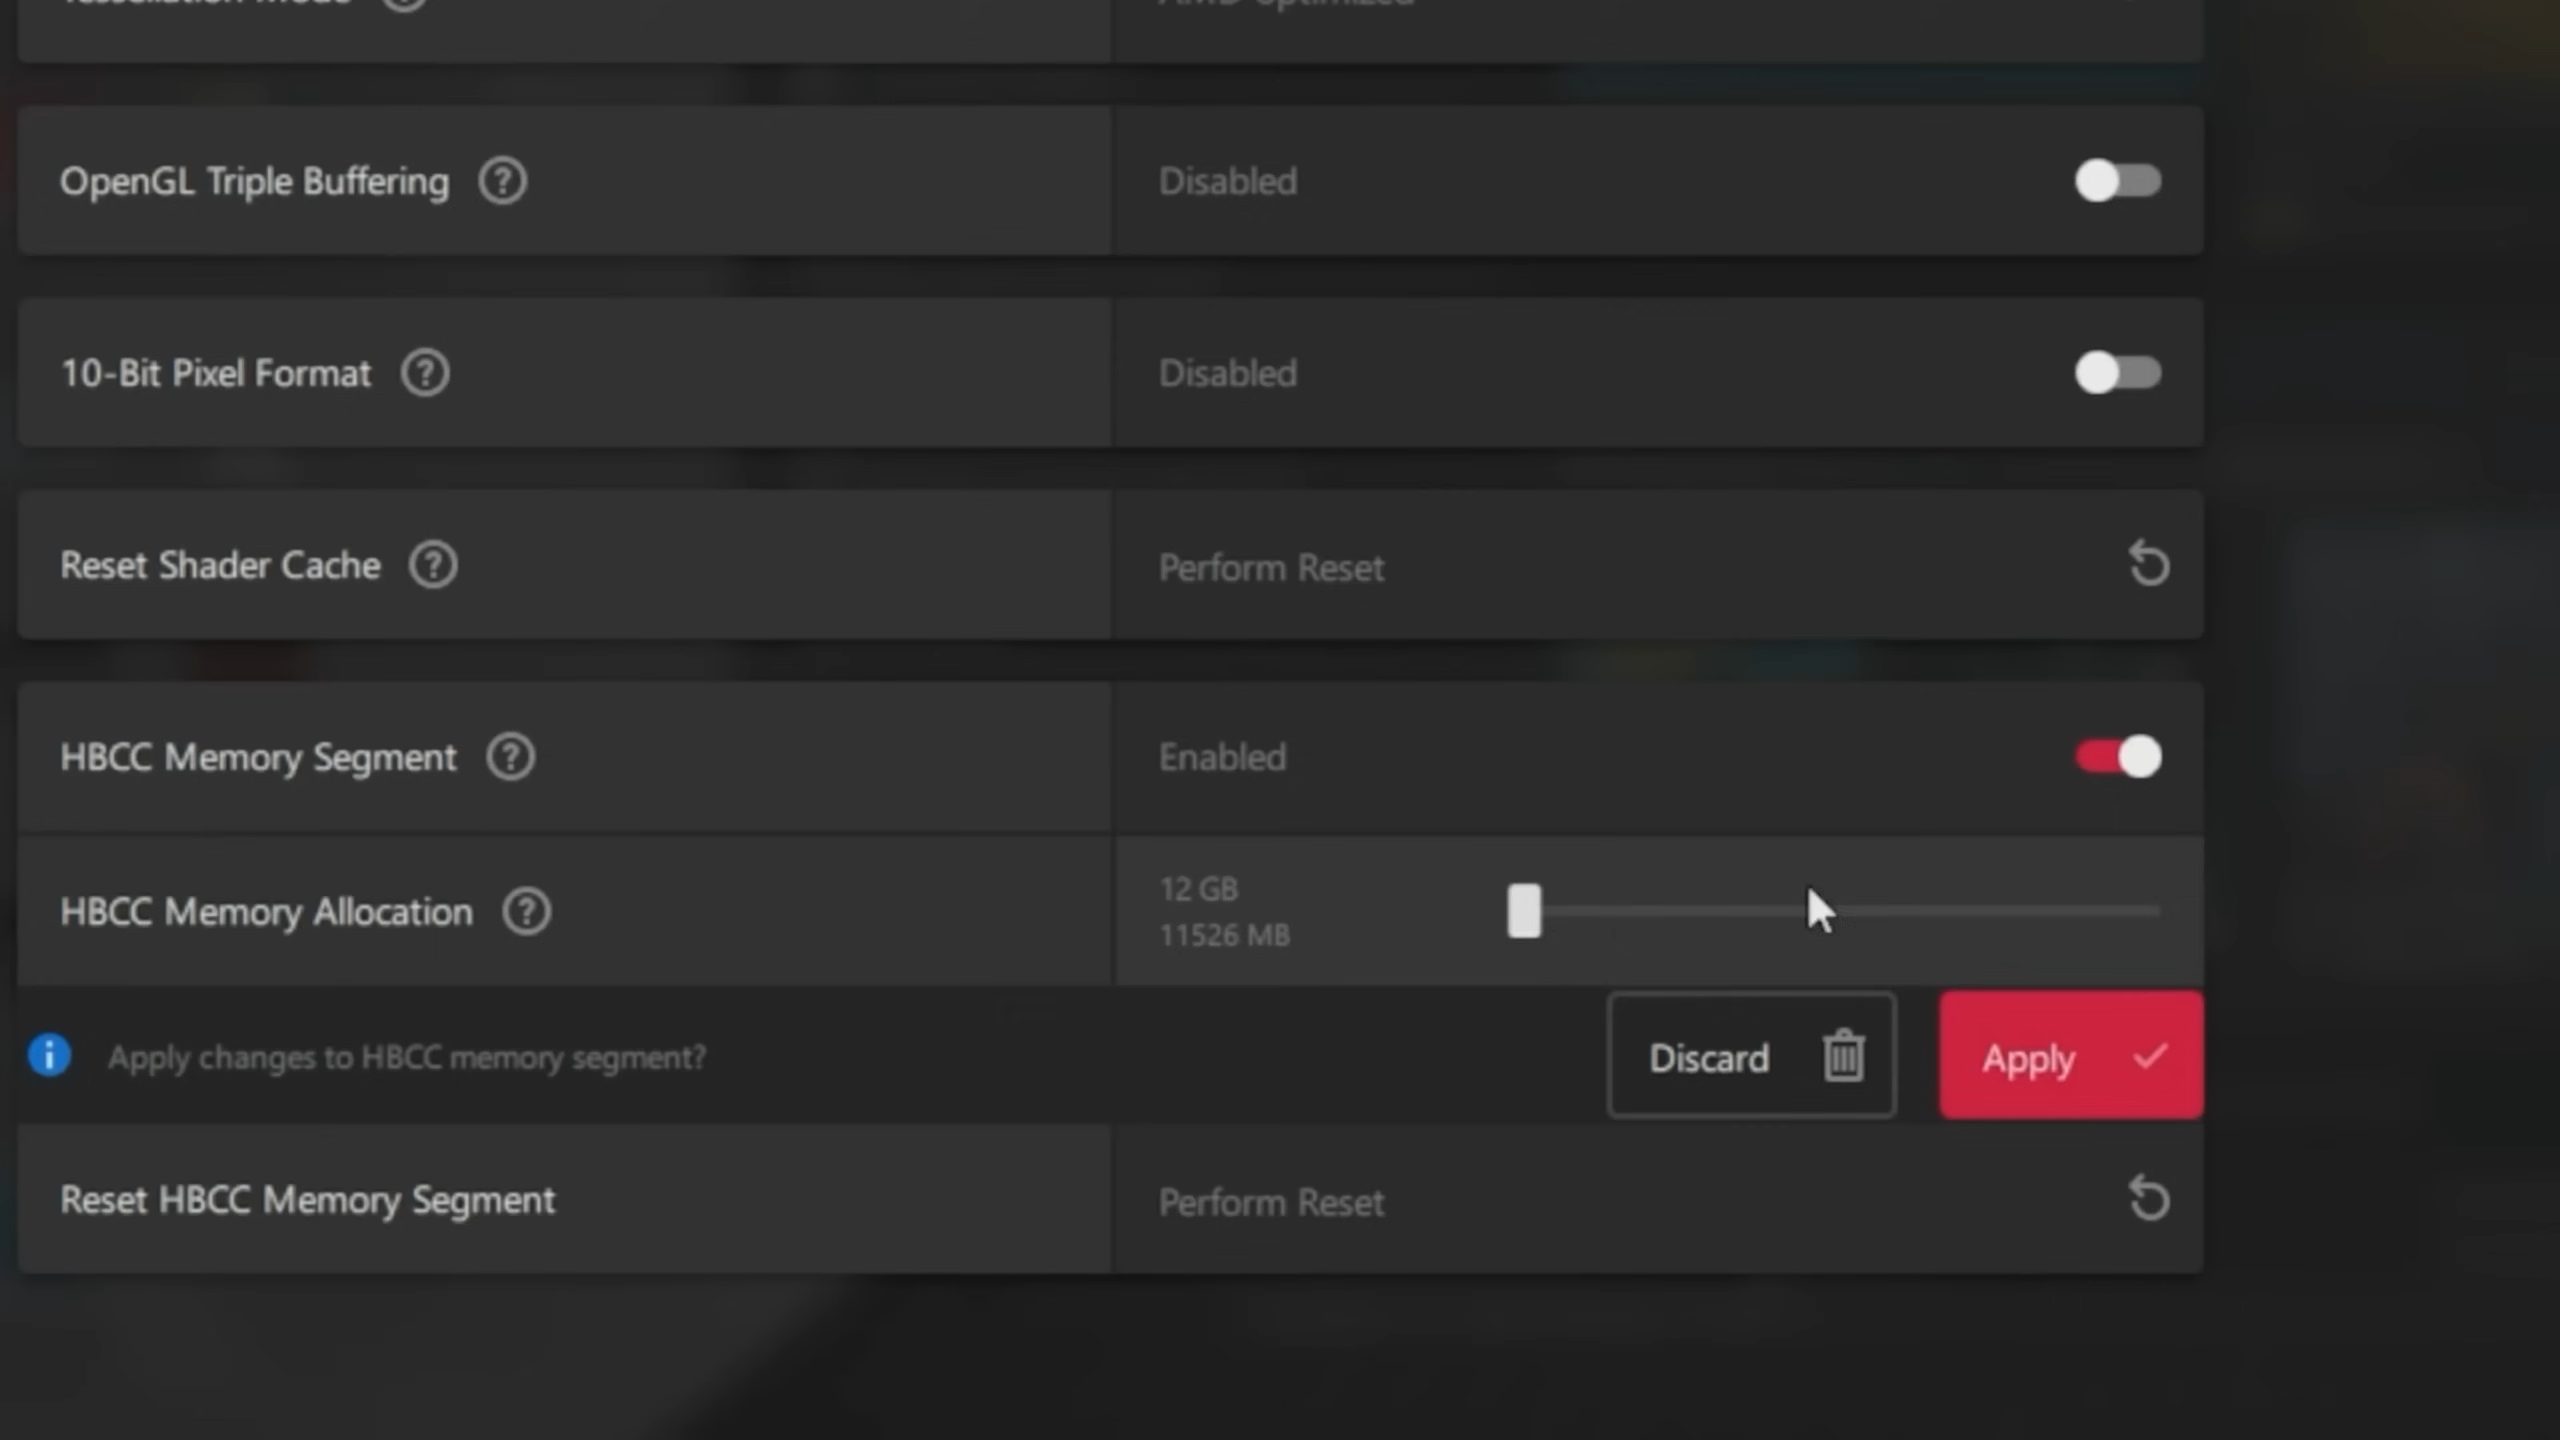 OpenGL Triple Buffering ? Disabled
10-Bit Pixel Format ? Disabled
Reset Shader Cache ? Perform Reset
HBCC Memory Segment ? Enabled
HBCC Memory Allocation ? 12 GB
11526 MB
i Apply changes to HBCC memory segment? Discard Apply
Reset HBCC Memory Segment Perform Reset